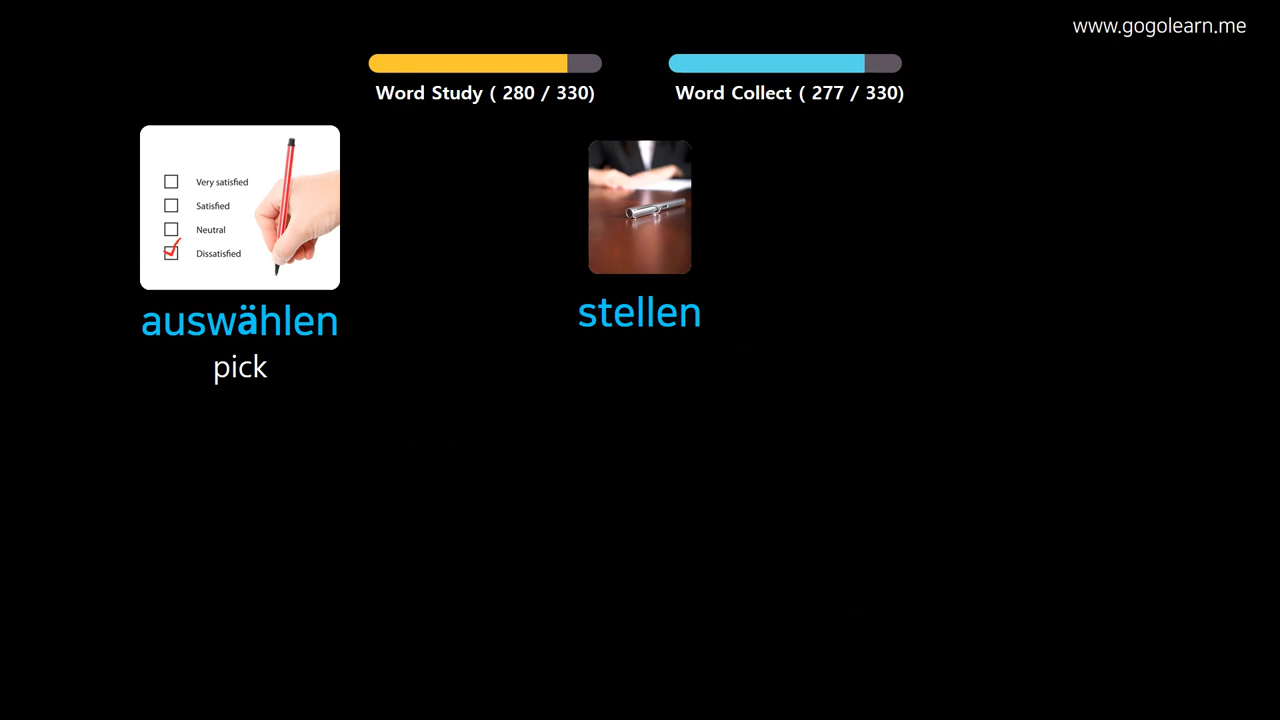 www.gogolearn.me
Word Study ( 280 / 330)
Word Collect ( 277 / 330)
Very satisfied
Satisfied
Neutral
Dissatisfied
auswählen
pick
stellen